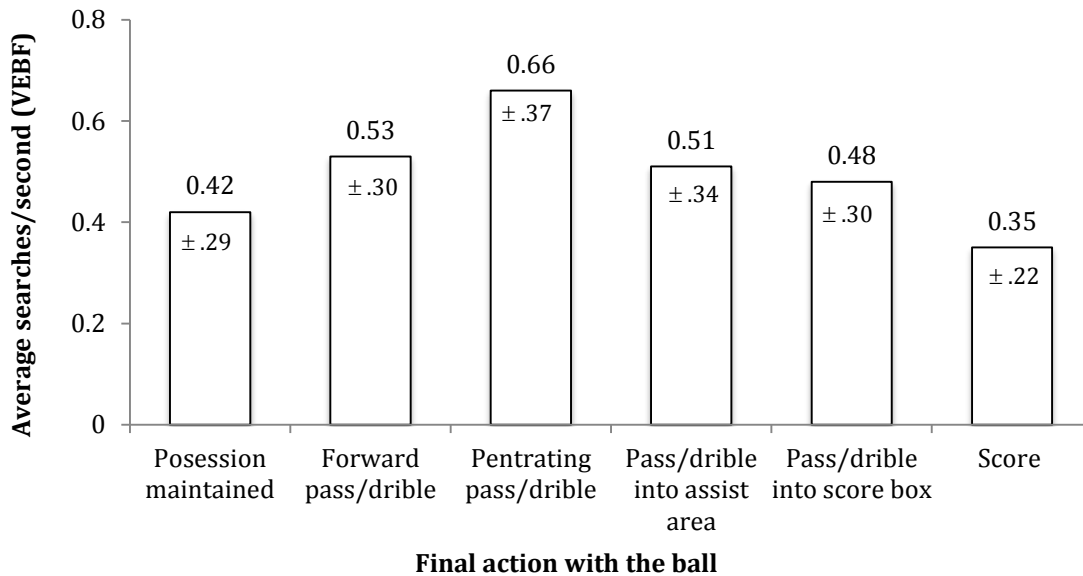 Average searches/second (VEBF)
0.8
0.6
0.4
0.2
0
0.42
± .29
0.53
± .30
0.66
± .37
0.51
± .34
0.48
± .30
0.35
± .22
Posession
maintained
Forward
pass/drible
Pentrating
pass/drible
Pass/drible
into assist
area
Pass/drible
into score box
Score
Final action with the ball